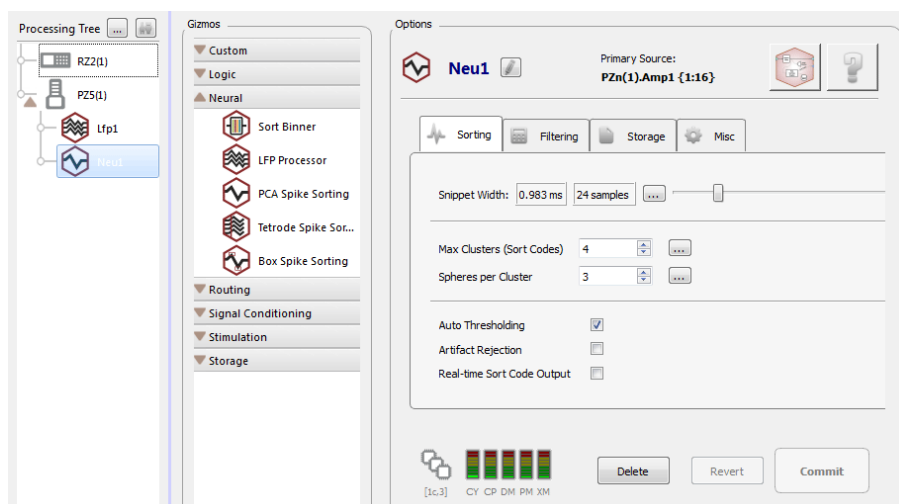 Processing Tree ...
RZ2(1)
PZ5(1)
Lfp1
Neu1
Gizmos
Custom
Logic
Neural
Sort Binner
LFP Processor
PCA Spike Sorting
Tetrode Spike Sor...
Box Spike Sorting
Routing
Signal Conditioning
Stimulation
Storage
Options
Neu1
Primary Source:
PZn(1).Amp1 {1:16}
Sorting Filtering Storage Misc
Snippet Width: 0.983 ms 24 samples ...
Max Clusters (Sort Codes) 4 ...
Spheres per Cluster 3 ...
Auto Thresholding
Artifact Rejection
Real-time Sort Code Output
[1c,3] CY CP DM PM XM
Delete Revert Commit